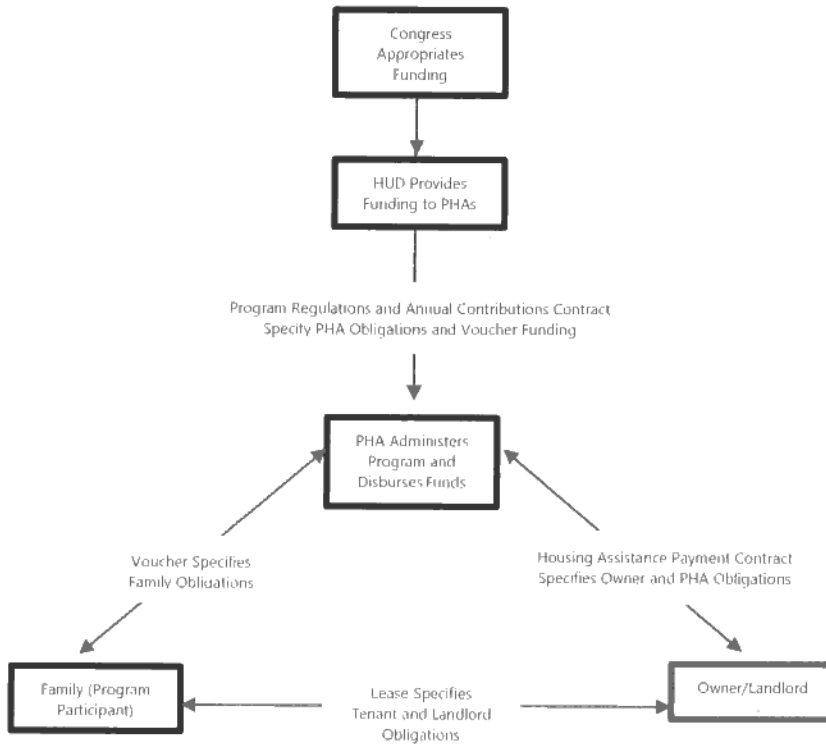 Congress
Appropriates
Funding
HUD Provides
Funding to PHAs
Program Regulations and Annual Contributions Contract
Specify PHA Obligations and Voucher Funding
PHA Administers
Program and
Disburses Funds
Voucher Specifies
Family Obligations
Housing Assistance Payment Contract
Specifies Owner and PHA Obligations
Family (Program
Participant)
Lease Specifies
Tenant and Landlord
Obligations
Owner/Landlord